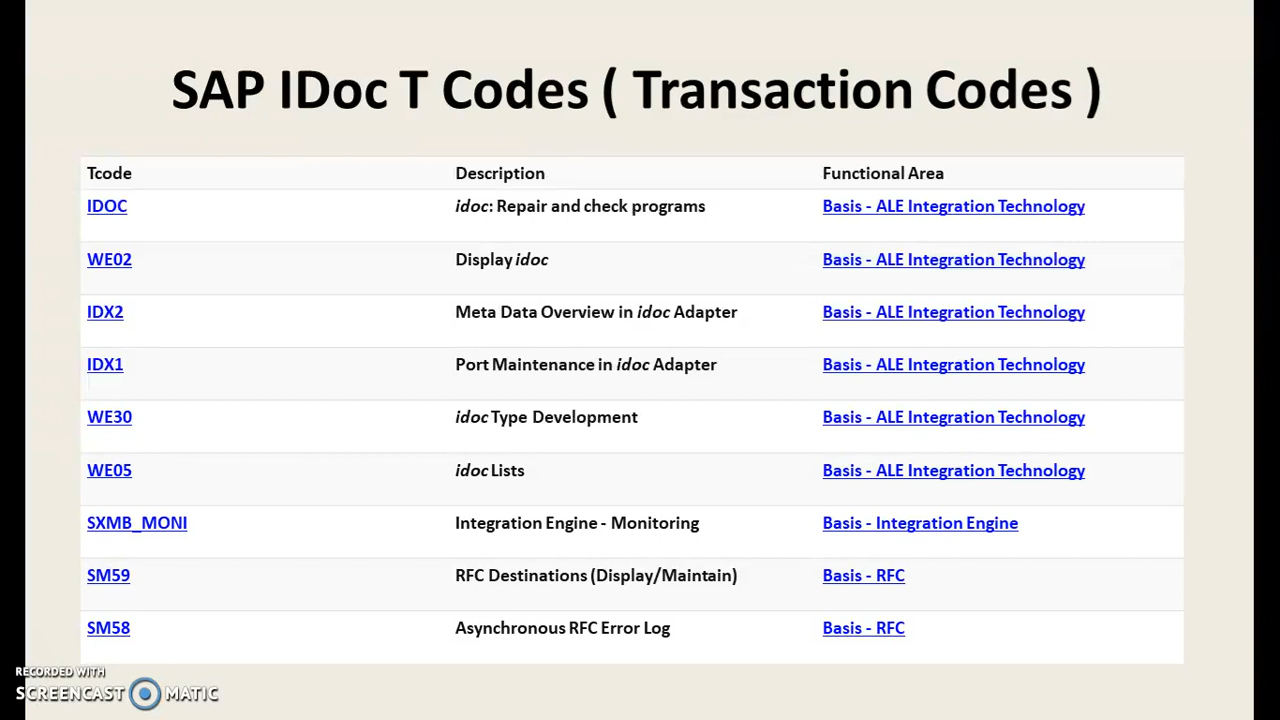 SAP IDoc T Codes ( Transaction Codes )
Tcode Description Functional Area
IDOC idoc: Repair and check programs Basis - ALE Integration Technology
WE02 Display idoc Basis - ALE Integration Technology
IDX2 Meta Data Overview in idoc Adapter Basis - ALE Integration Technology
IDX1 Port Maintenance in idoc Adapter Basis - ALE Integration Technology
WE30 idoc Type Development Basis - ALE Integration Technology
WE05 idoc Lists Basis - ALE Integration Technology
SXMB_MONI Integration Engine - Monitoring Basis - Integration Engine
SM59 RFC Destinations (Display/Maintain) Basis - RFC
SM58 Asynchronous RFC Error Log Basis - RFC
RECORDED WITH
SCREENCAST MATIC